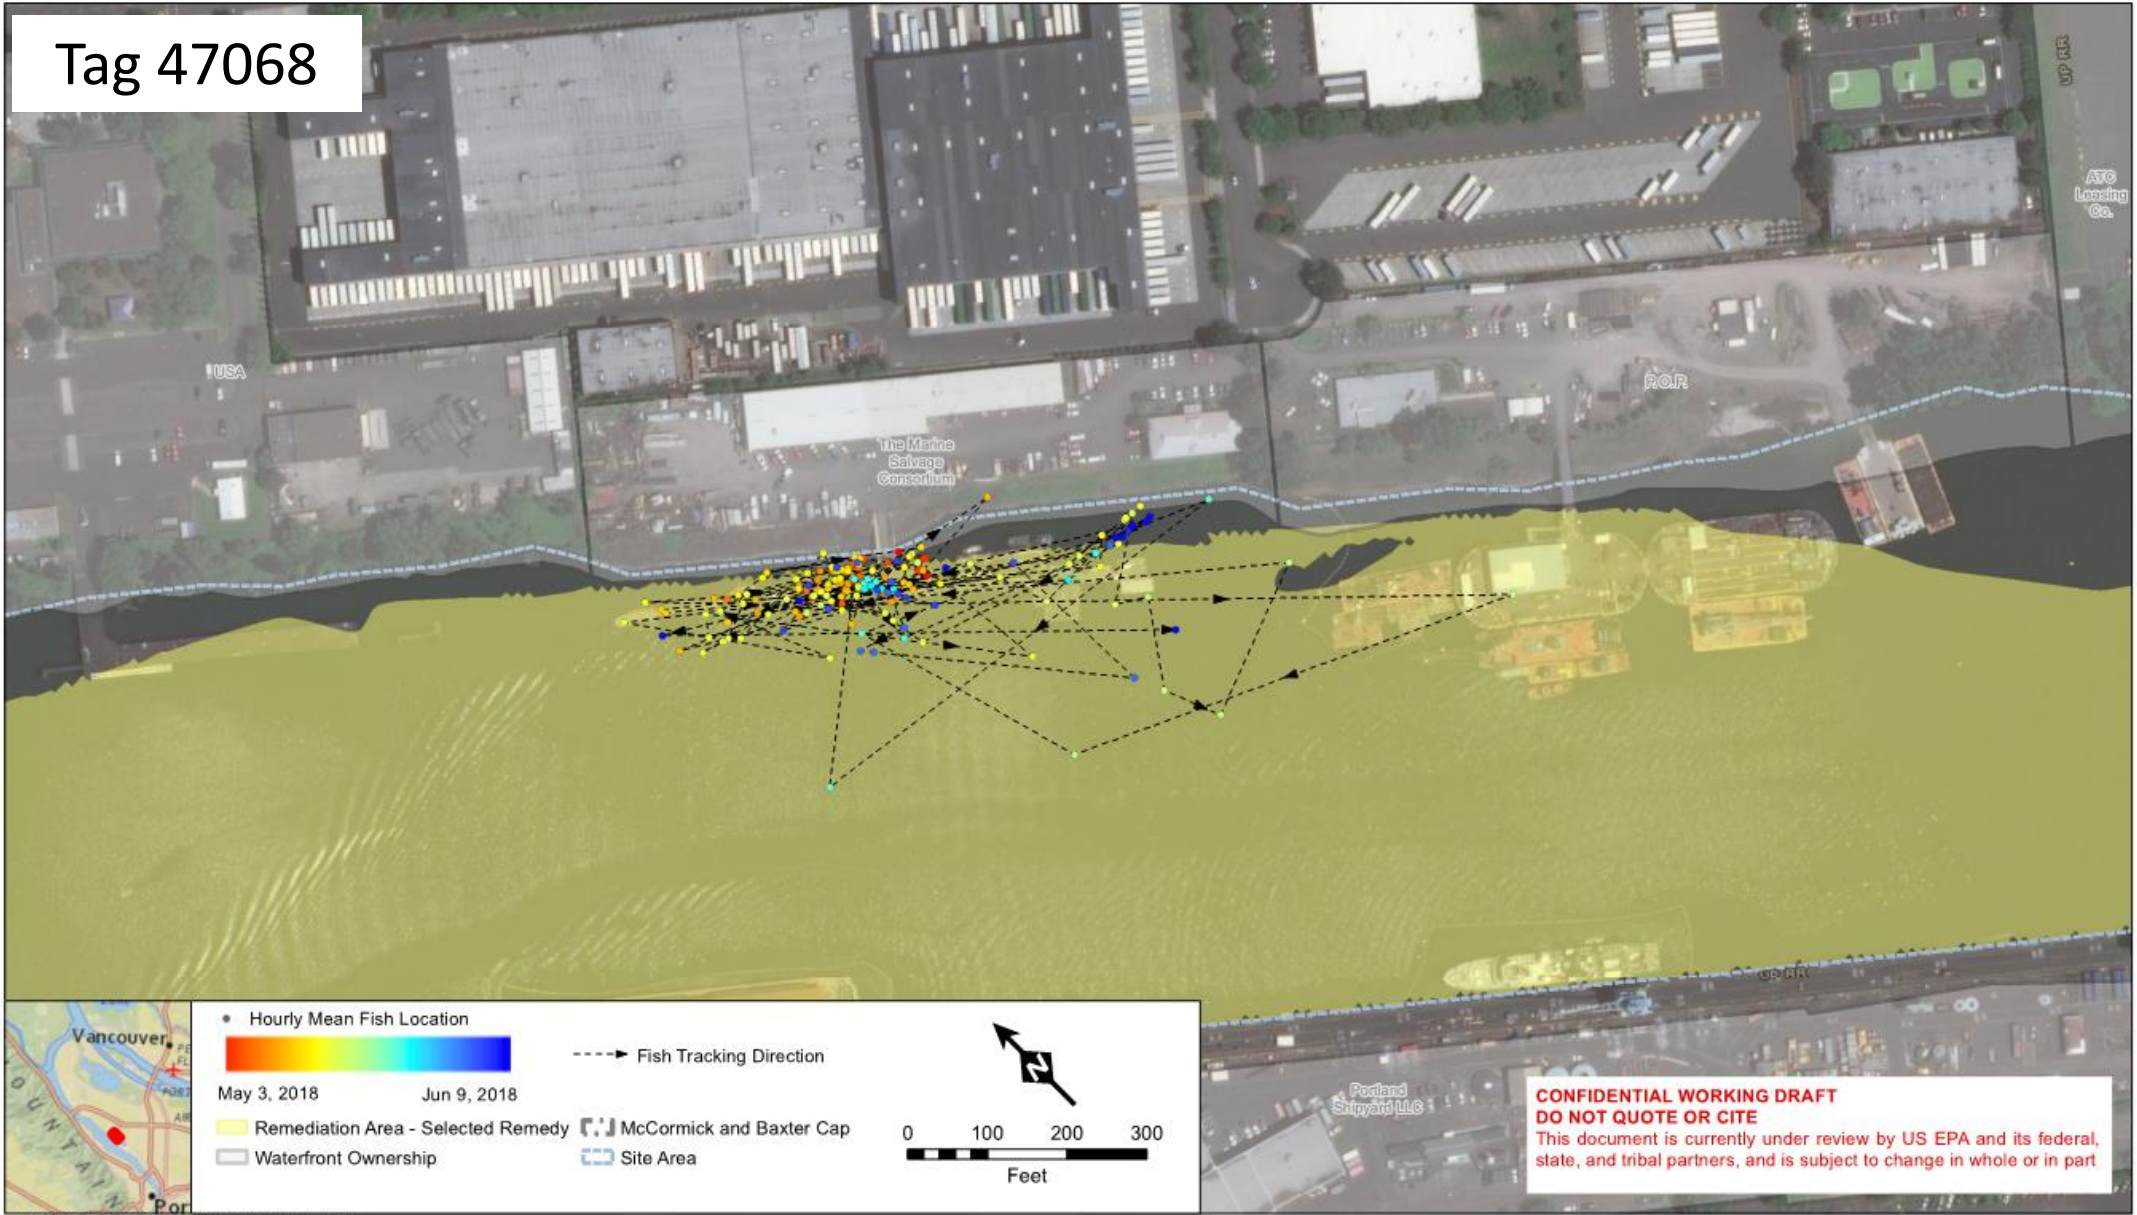 Tag 47068
UP RR
ATC
Leasing
Co.
USA
P.O.P.
The Marine
Salvage
Consortium
UP RR
Portland
Shipyard LLC
Vancouver
Hourly Mean Fish Location
May 3, 2018
Jun 9, 2018
Fish Tracking Direction
Remediation Area - Selected Remedy
McCormick and Baxter Cap
Waterfront Ownership
Site Area
N
0 100 200 300
Feet
CONFIDENTIAL WORKING DRAFT
DO NOT QUOTE OR CITE
This document is currently under review by US EPA and its federal,
state, and tribal partners, and is subject to change in whole or in part